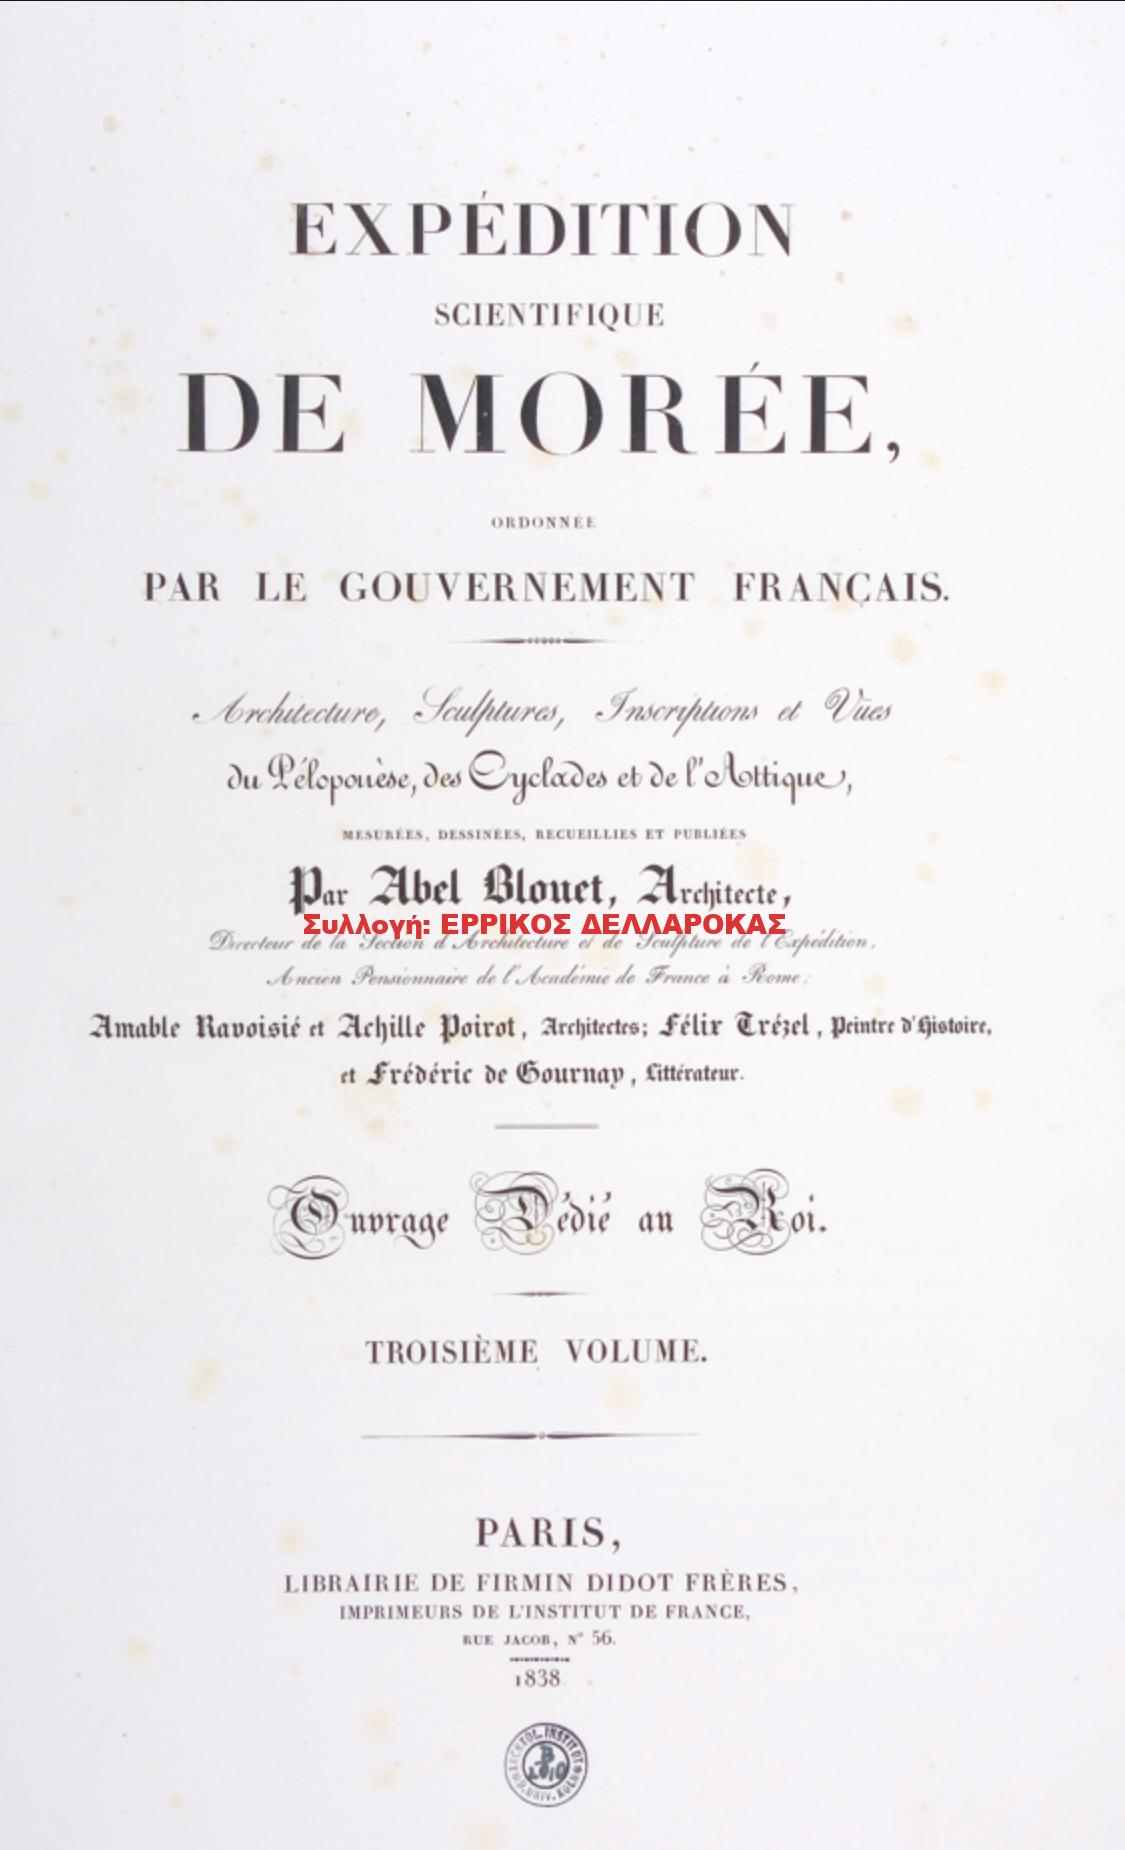 EXPÉDITION
SCIENTIFIQUE
DE MORÉE,
ORDONNÉE
PAR LE GOUVERNEMENT FRANÇAIS.
Architecture, Sculptures, Inscriptions et Vües
du Péloponèse, des Cyclades et de l'Attique,
MESURÉES, DESSINÉES, RECUEILLIES ET PUBLIÉES
Par Abel Blouet, Architecte,
Συλλογή: ΕΡΡΙΚΟΣ ΔΕΛΛΑΡΟΚΑΣ
Directeur de la Section d'Architecture et de Sculpture de l'Expédition,
Ancien Pensionnaire de l'Académie de France à Rome;
Amable Ravoisié et Achille Poirot, Architectes; Félix Trézel, Peintre d'Histoire,
et Frédéric de Gournay, Littérateur.
Ouvrage Dédié au Roi.
TROISIÈME VOLUME.
PARIS,
LIBRAIRIE DE FIRMIN DIDOT FRÈRES,
IMPRIMEURS DE L'INSTITUT DE FRANCE,
RUE JACOB, N° 56.
1838